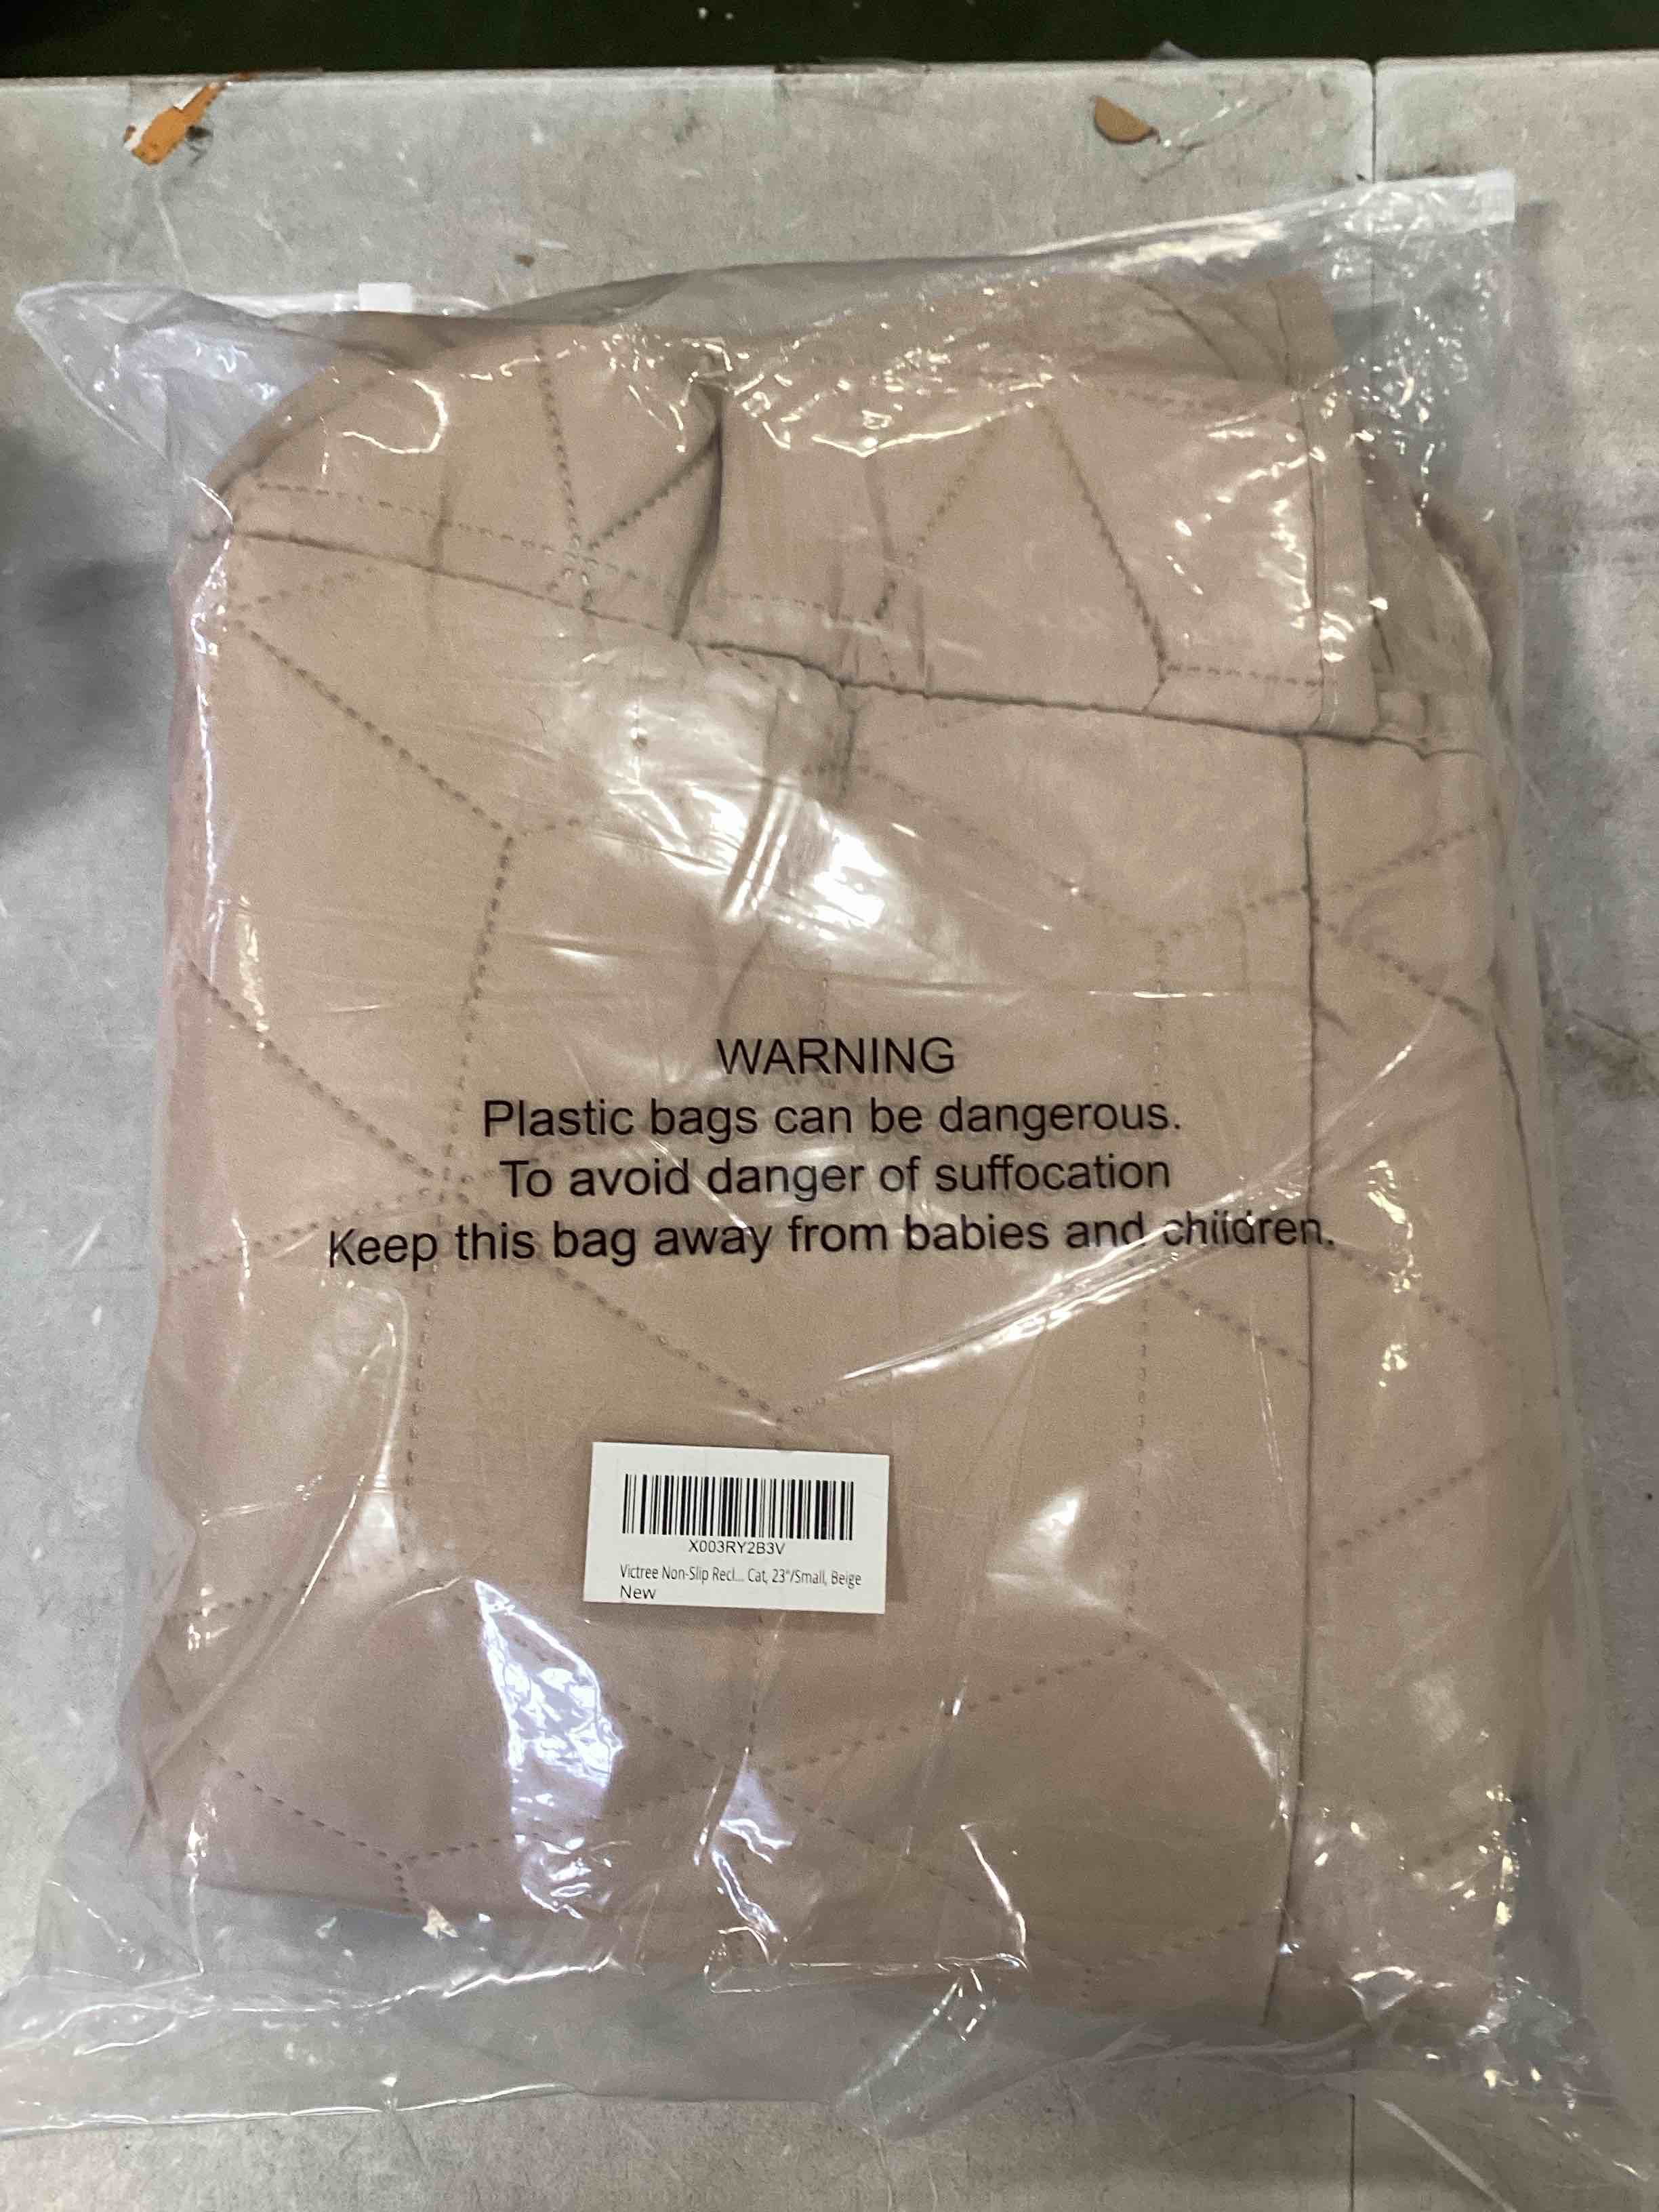 WARNING
Plastic bags can be dangerous.
To avoid danger of suffocation
Keep this bag away from babies and children.
X003RY2B3V
Victree Non-Slip Recl... Cat, 23"/Small, Beige
New